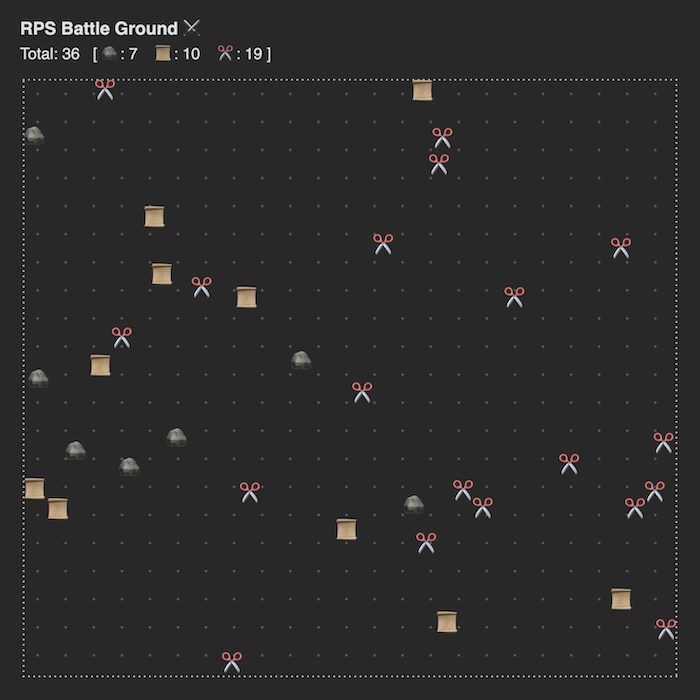 RPS Battle Ground ⚔
Total: 36 [ 🪨: 7 📜: 10 ✂️: 19 ]